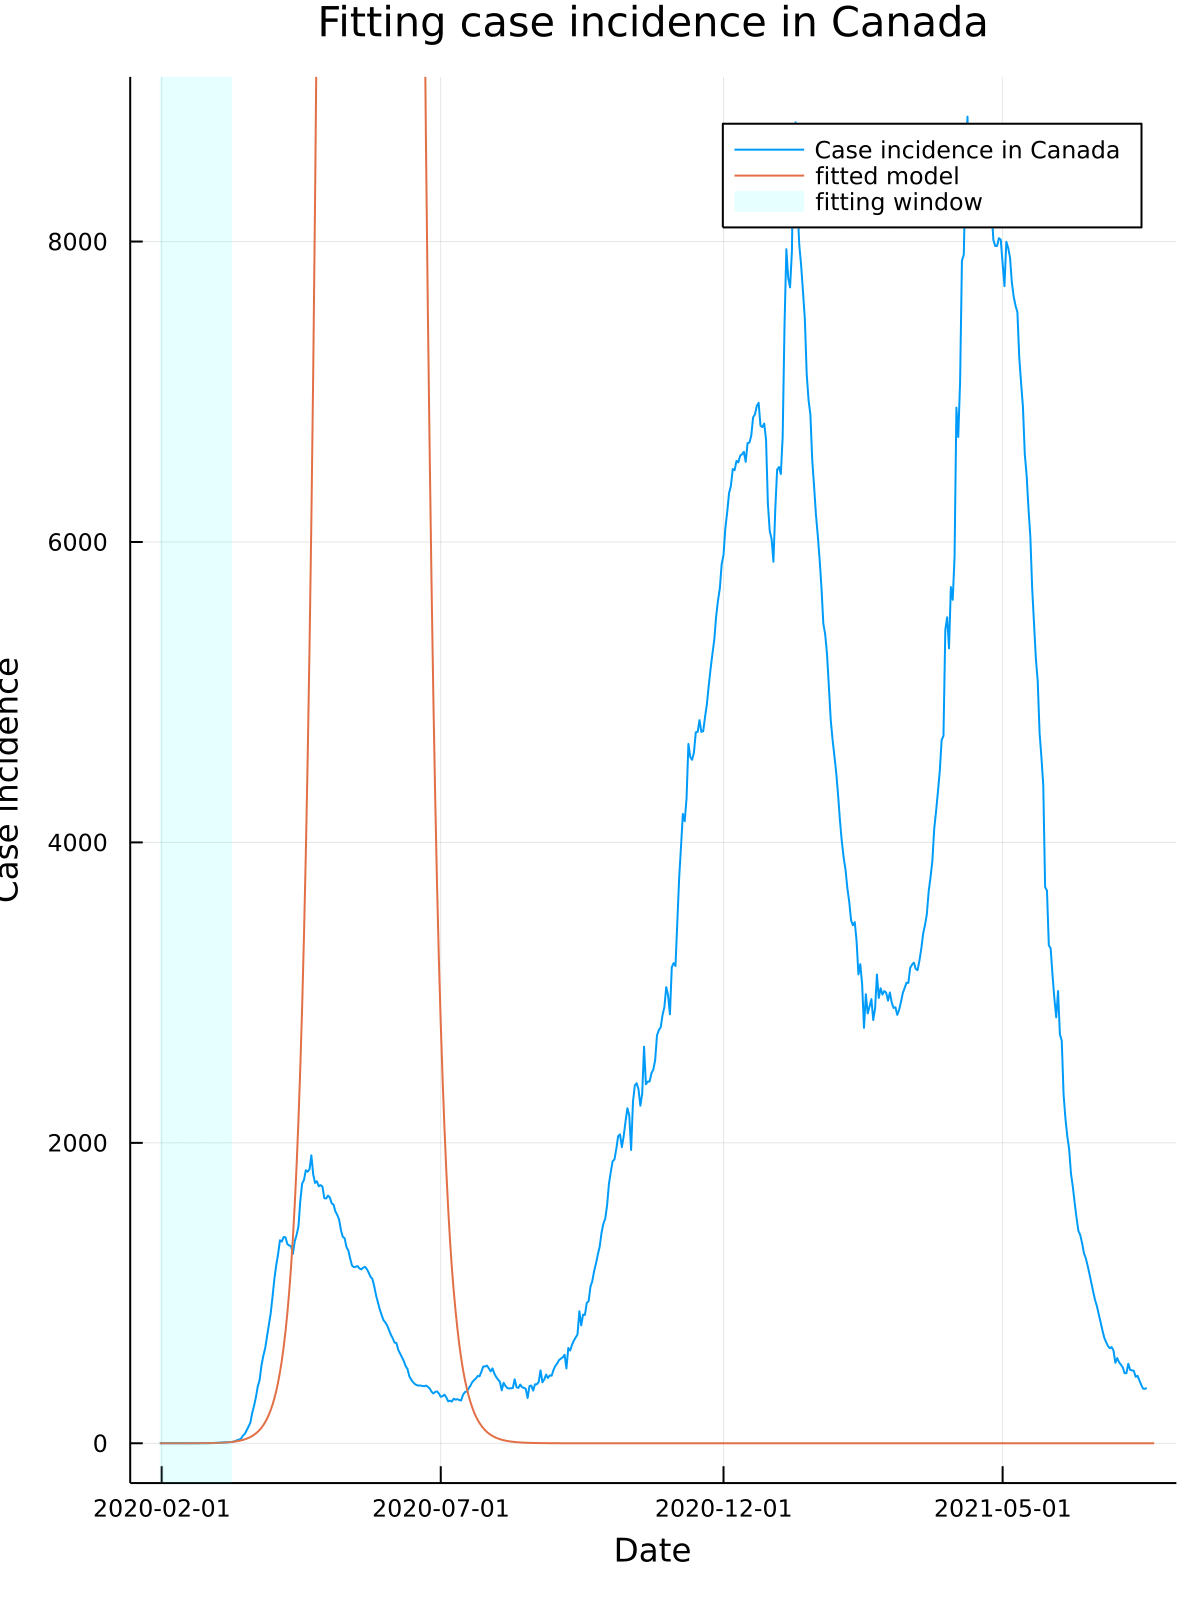 Fitting case incidence in Canada
Case incidence in Canada
fitted model
fitting window
8000
6000
4000
2000
0
Case incidence
2020-02-01
2020-07-01
2020-12-01
2021-05-01
Date